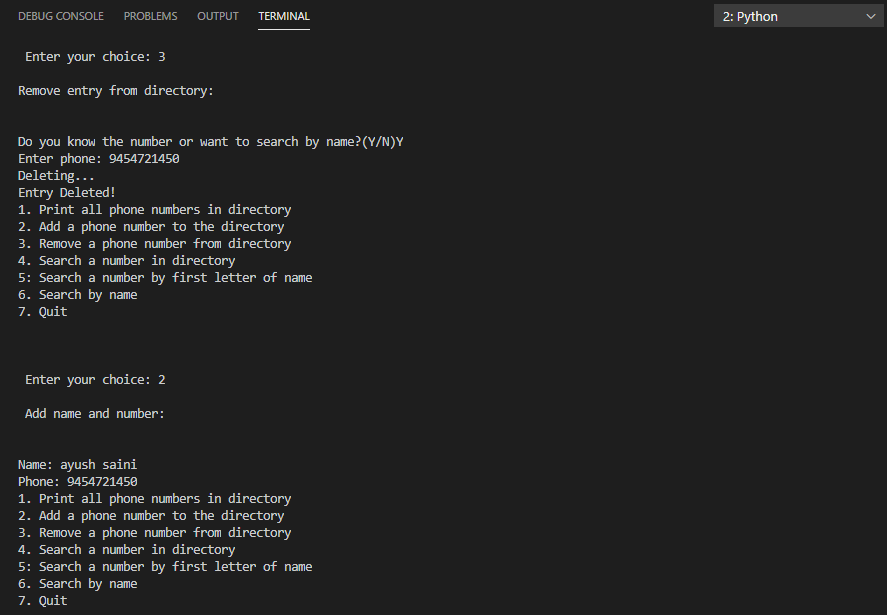 DEBUG CONSOLE PROBLEMS OUTPUT TERMINAL 2: Python
Enter your choice: 3
Remove entry from directory:
Do you know the number or want to search by name?(Y/N)Y
Enter phone: 9454721450
Deleting...
Entry Deleted!
1. Print all phone numbers in directory
2. Add a phone number to the directory
3. Remove a phone number from directory
4. Search a number in directory
5: Search a number by first letter of name
6. Search by name
7. Quit
Enter your choice: 2
Add name and number:
Name: ayush saini
Phone: 9454721450
1. Print all phone numbers in directory
2. Add a phone number to the directory
3. Remove a phone number from directory
4. Search a number in directory
5: Search a number by first letter of name
6. Search by name
7. Quit